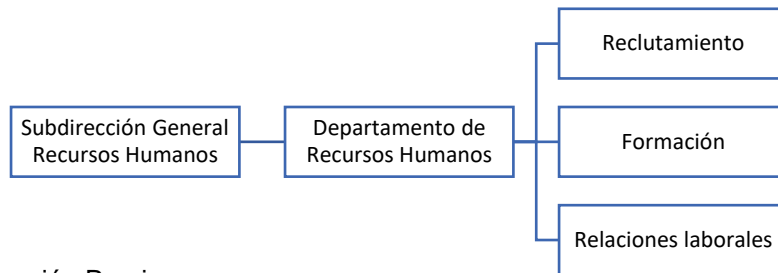 Reclutamiento
Subdirección General
Recursos Humanos
Departamento de
Recursos Humanos
Formación
Relaciones laborales